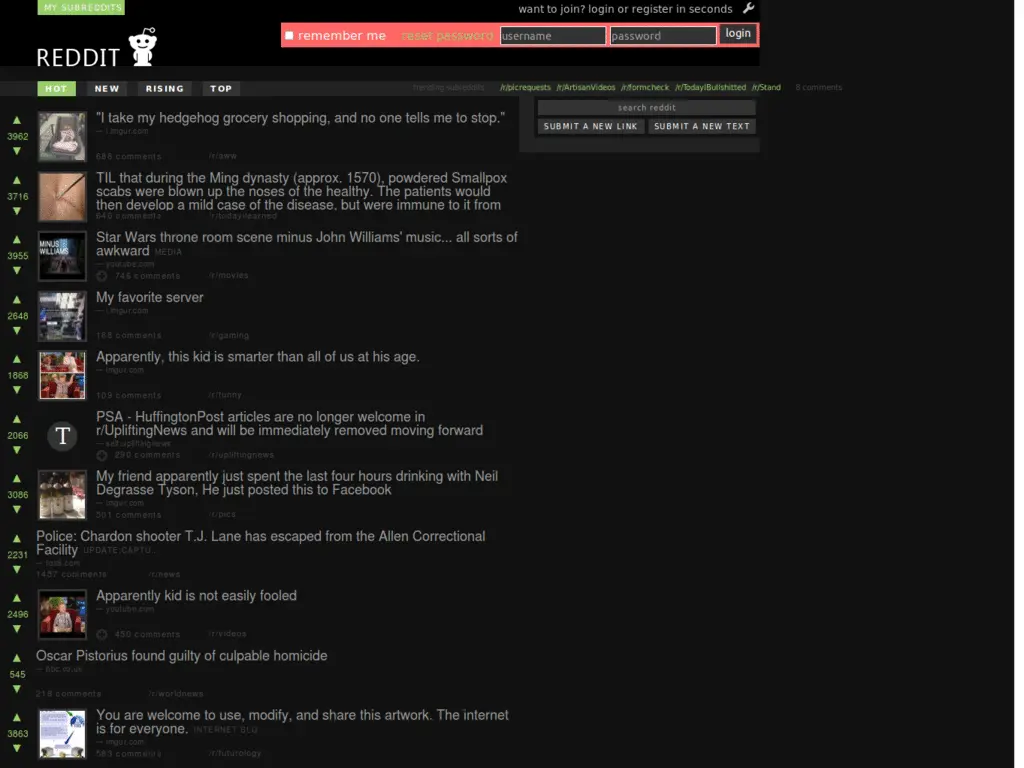 MY SUBREDDITS
want to join? login or register in seconds
remember me reset password username password login
REDDIT
HOT NEW RISING TOP trending subreddits /r/picrequests /r/ArtisanVideos /r/formcheck /r/TodayIBullshitted /r/Stand 8 comments
search reddit
SUBMIT A NEW LINK SUBMIT A NEW TEXT
3962
"I take my hedgehog grocery shopping, and no one tells me to stop."
— i.imgur.com
688 comments /r/aww
3716
TIL that during the Ming dynasty (approx. 1570), powdered Smallpox
scabs were blown up the noses of the healthy. The patients would
then develop a mild case of the disease, but were immune to it from
640 comments /r/todayilearned
3955
MINUS
WILLIAMS
Star Wars throne room scene minus John Williams' music... all sorts of
awkward MEDIA
— youtube.com
746 comments /r/movies
2648
My favorite server
— i.imgur.com
188 comments /r/gaming
1868
Apparently, this kid is smarter than all of us at his age.
— imgur.com
109 comments /r/funny
2066
T
PSA - HuffingtonPost articles are no longer welcome in
r/UpliftingNews and will be immediately removed moving forward
— self.upliftingnews
290 comments /r/upliftingnews
3086
My friend apparently just spent the last four hours drinking with Neil
Degrasse Tyson, He just posted this to Facebook
— imgur.com
301 comments /r/pics
2231
Police: Chardon shooter T.J. Lane has escaped from the Allen Correctional
Facility UPDATE:CAPTU...
1487 comments /r/news
2496
Apparently kid is not easily fooled
— youtube.com
450 comments /r/videos
545
Oscar Pistorius found guilty of culpable homicide
— bbc.co.uk
218 comments /r/worldnews
3863
You are welcome to use, modify, and share this artwork. The internet
is for everyone. INTERNET
— imgur.com
583 comments /r/futurology